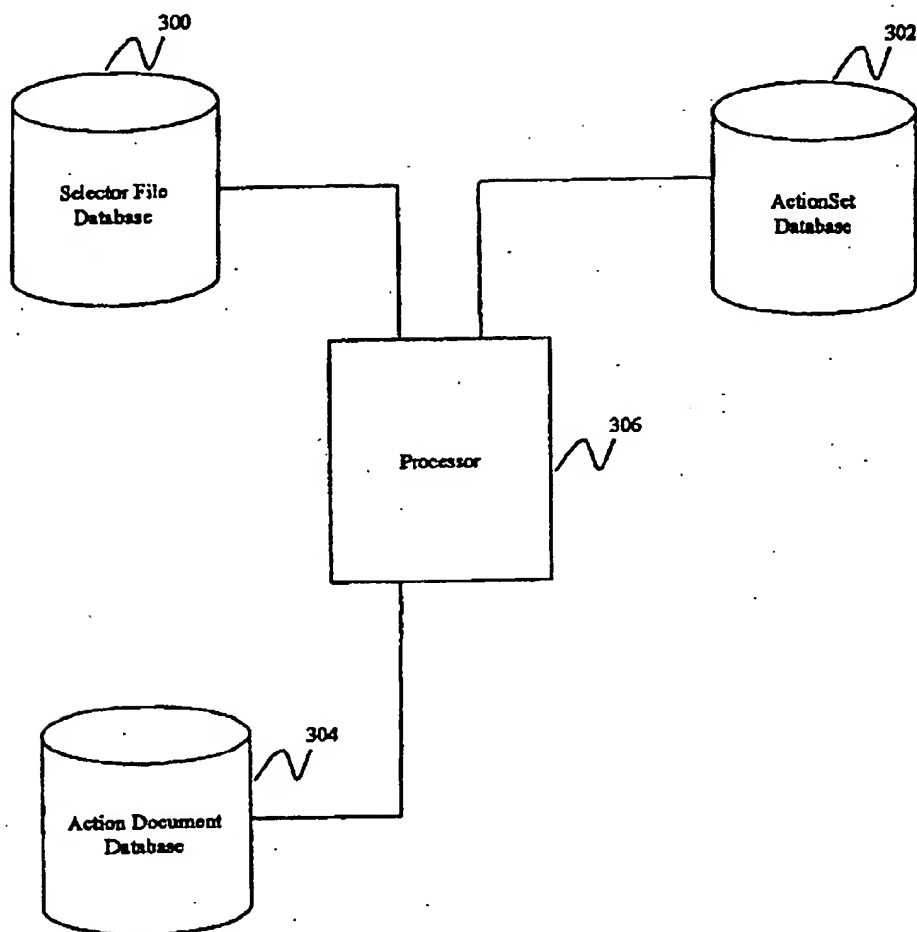 300
302
Selector File
Database
ActionSet
Database
306
Processor
304
Action Document
Database